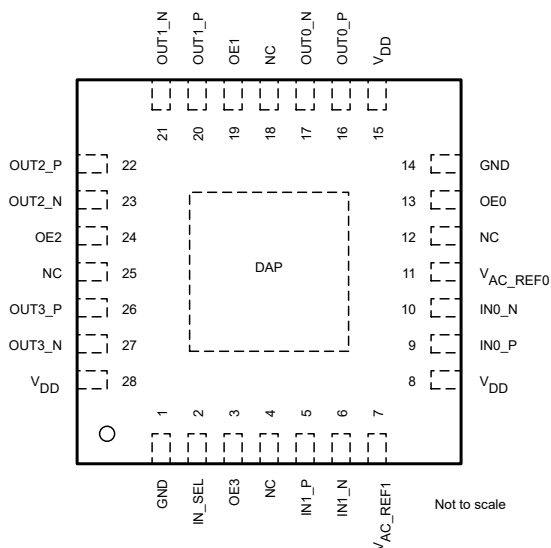 OUT1_N
OUT1_P
OE1
NC
OUT0_N
OUT0_P
VDD
21
20
19
18
17
16
15
OUT2_P 22
OUT2_N 23
OE2 24
NC 25
OUT3_P 26
OUT3_N 27
VDD 28
DAP
14 GND
13 OE0
12 NC
11 VAC_REF0
10 IN0_N
9 IN0_P
8 VDD
1
2
3
4
5
6
7
GND
IN_SEL
OE3
NC
IN1_P
IN1_N
VAC_REF1
Not to scale